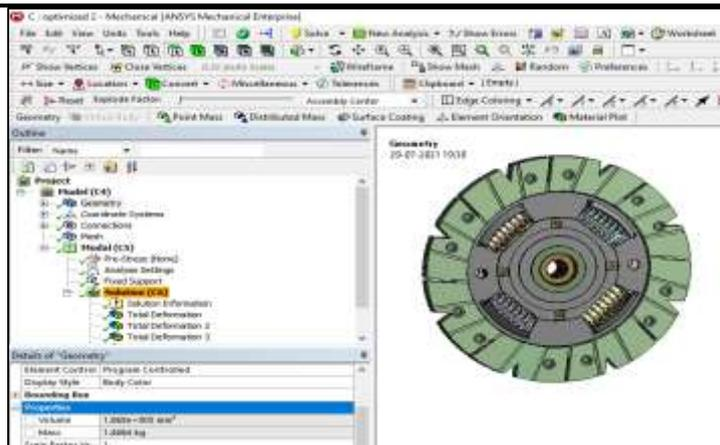 C : optimized 2 - Mechanical [ANSYS Mechanical Enterprise]
File Edit View Units Tools Help Solve New Analysis Show Errors Worksheet
Show Vertices Close Vertices Wireframe Show Mesh Random Preferences
Size Location Convert Miscellaneous Tolerances Clipboard [Empty]
Reset Explode Factor Assembly Center Edge Coloring
Geometry Point Mass Distributed Mass Surface Coating Element Orientation Material Plot
Outline
Filter: Name
Project
Model (C4)
Geometry
Coordinate Systems
Connections
Mesh
Modal (C5)
Pre-Stress (None)
Analysis Settings
Fixed Support
Solution (C6)
Solution Information
Total Deformation
Total Deformation 2
Total Deformation 3
Geometry
29-07-2021 19:38
Details of "Geometry"
Element Control Program Controlled
Display Style Body Color
Bounding Box
Properties
Volume
Mass